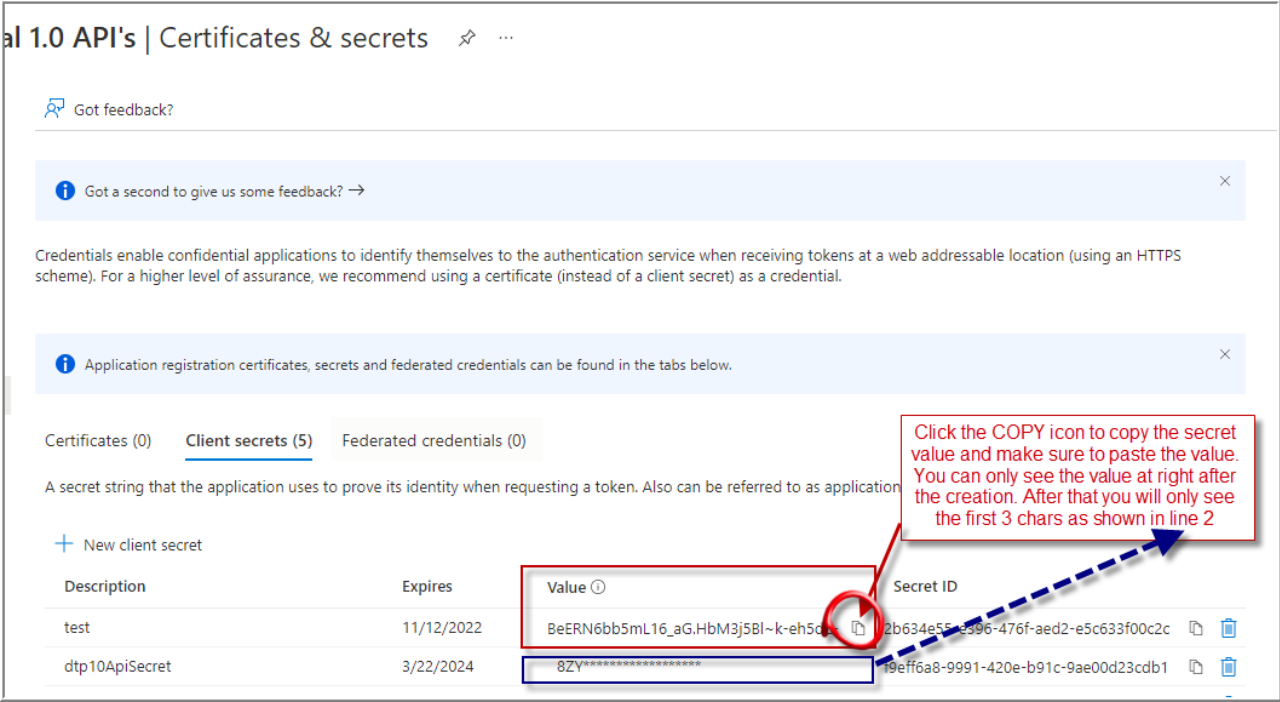 al 1.0 API's | Certificates & secrets ...
Got feedback?
Got a second to give us some feedback? →
Credentials enable confidential applications to identify themselves to the authentication service when receiving tokens at a web addressable location (using an HTTPS
scheme). For a higher level of assurance, we recommend using a certificate (instead of a client secret) as a credential.
Application registration certificates, secrets and federated credentials can be found in the tabs below.
Certificates (0) Client secrets (5) Federated credentials (0)
Click the COPY icon to copy the secret
value and make sure to paste the value.
You can only see the value at right after
the creation. After that you will only see
the first 3 chars as shown in line 2
A secret string that the application uses to prove its identity when requesting a token. Also can be referred to as application
New client secret
Description Expires Value Secret ID
test 11/12/2022 BeERN6bb5mL16_aG.HbM3j5Bl~k-eh5 2b634e55 476f-aed2-e5c633f00c2c
dtp10ApiSecret 3/22/2024 8ZY****************** f9eff6a8-9991-420e-b91c-9ae00d23cdb1